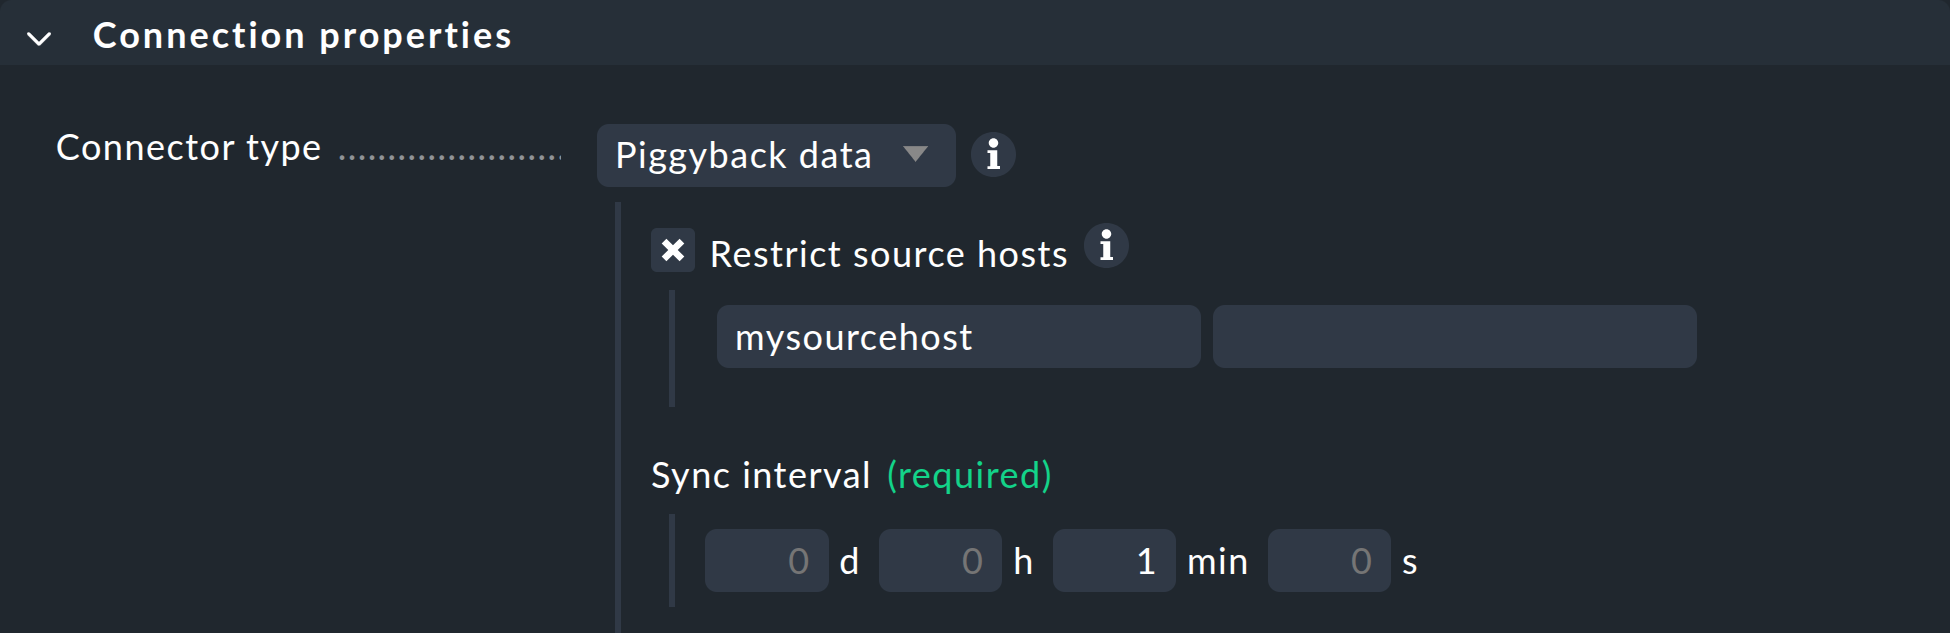 Connection properties
Connector type Piggyback data
Restrict source hosts
mysourcehost
Sync interval (required)
0 d 0 h 1 min 0 s